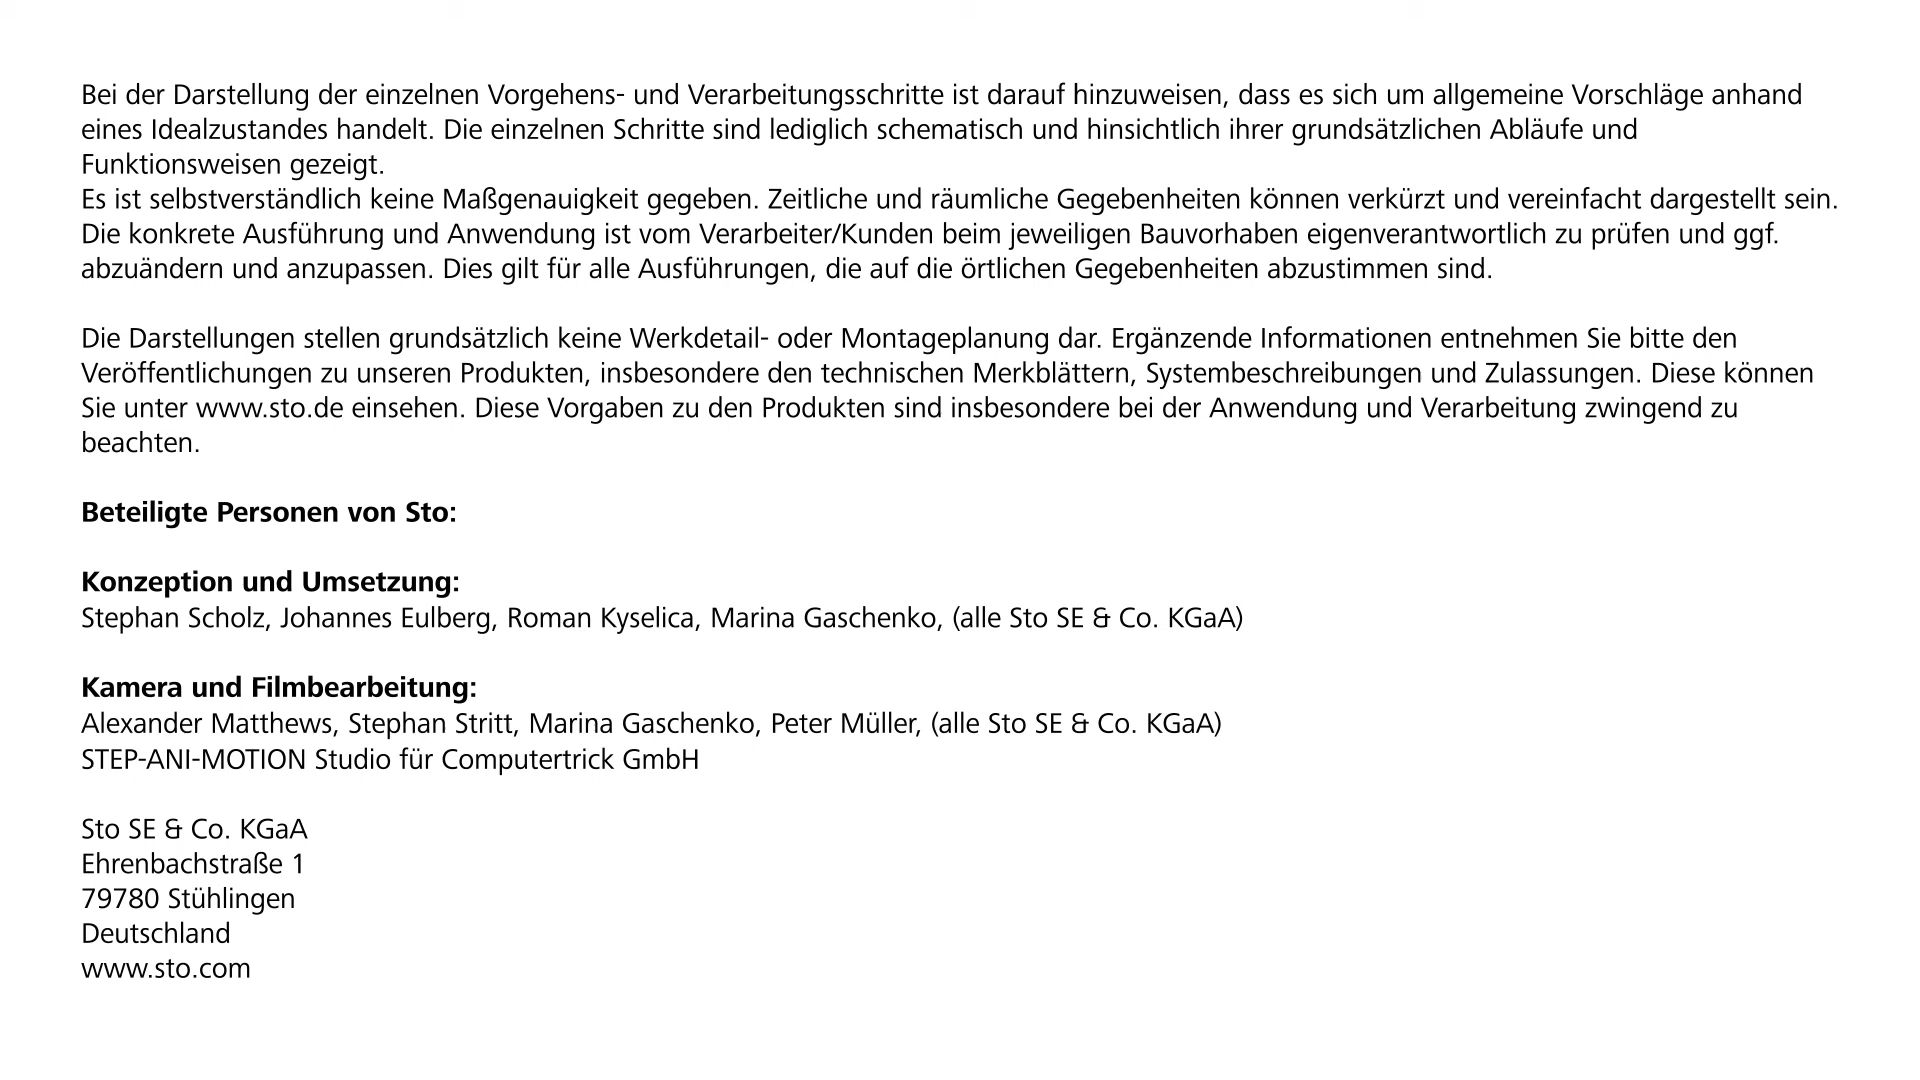 Bei der Darstellung der einzelnen Vorgehens- und Verarbeitungsschritte ist darauf hinzuweisen, dass es sich um allgemeine Vorschläge anhand
eines Idealzustandes handelt. Die einzelnen Schritte sind lediglich schematisch und hinsichtlich ihrer grundsätzlichen Abläufe und
Funktionsweisen gezeigt.
Es ist selbstverständlich keine Maßgenauigkeit gegeben. Zeitliche und räumliche Gegebenheiten können verkürzt und vereinfacht dargestellt sein.
Die konkrete Ausführung und Anwendung ist vom Verarbeiter/Kunden beim jeweiligen Bauvorhaben eigenverantwortlich zu prüfen und ggf.
abzuändern und anzupassen. Dies gilt für alle Ausführungen, die auf die örtlichen Gegebenheiten abzustimmen sind.
Die Darstellungen stellen grundsätzlich keine Werkdetail- oder Montageplanung dar. Ergänzende Informationen entnehmen Sie bitte den
Veröffentlichungen zu unseren Produkten, insbesondere den technischen Merkblättern, Systembeschreibungen und Zulassungen. Diese können
Sie unter www.sto.de einsehen. Diese Vorgaben zu den Produkten sind insbesondere bei der Anwendung und Verarbeitung zwingend zu
beachten.
Beteiligte Personen von Sto:
Konzeption und Umsetzung:
Stephan Scholz, Johannes Eulberg, Roman Kyselica, Marina Gaschenko, (alle Sto SE & Co. KGaA)
Kamera und Filmbearbeitung:
Alexander Matthews, Stephan Stritt, Marina Gaschenko, Peter Müller, (alle Sto SE & Co. KGaA)
STEP-ANI-MOTION Studio für Computertrick GmbH
Sto SE & Co. KGaA
Ehrenbachstraße 1
79780 Stühlingen
Deutschland
www.sto.com